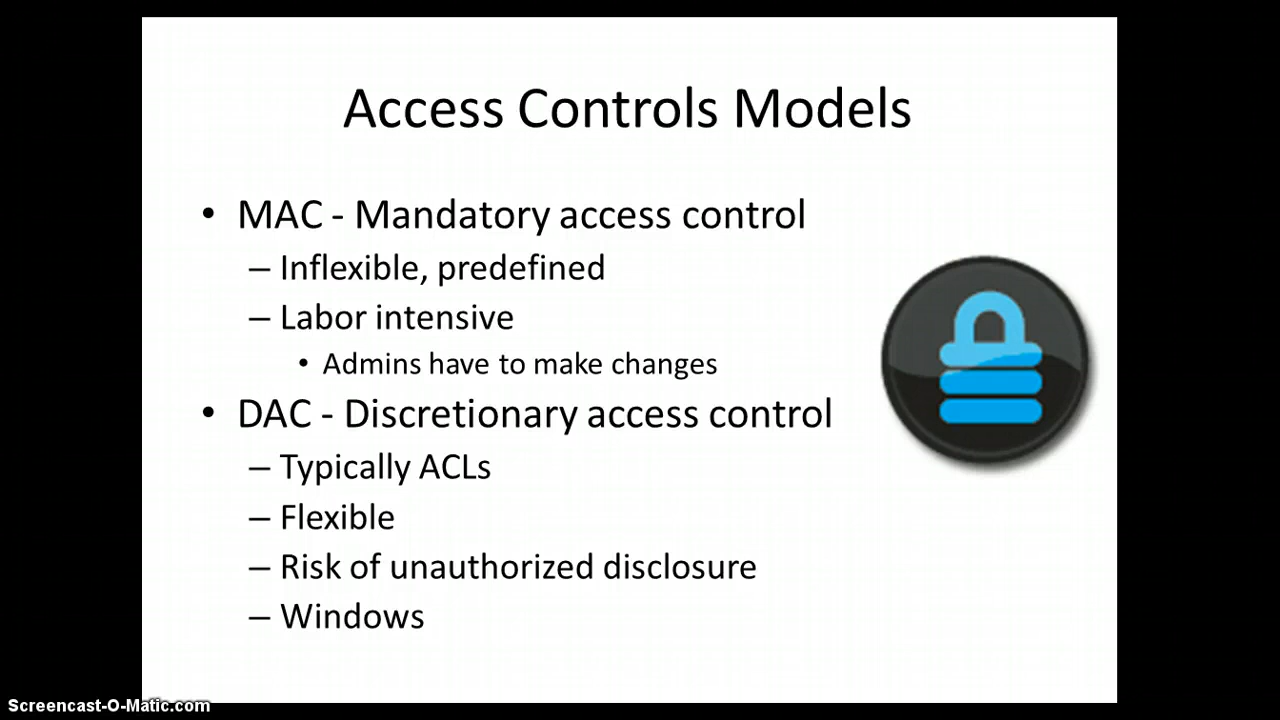 Access Controls Models
• MAC - Mandatory access control
– Inflexible, predefined
– Labor intensive
• Admins have to make changes
• DAC - Discretionary access control
– Typically ACLs
– Flexible
– Risk of unauthorized disclosure
– Windows
Screencast-O-Matic.com